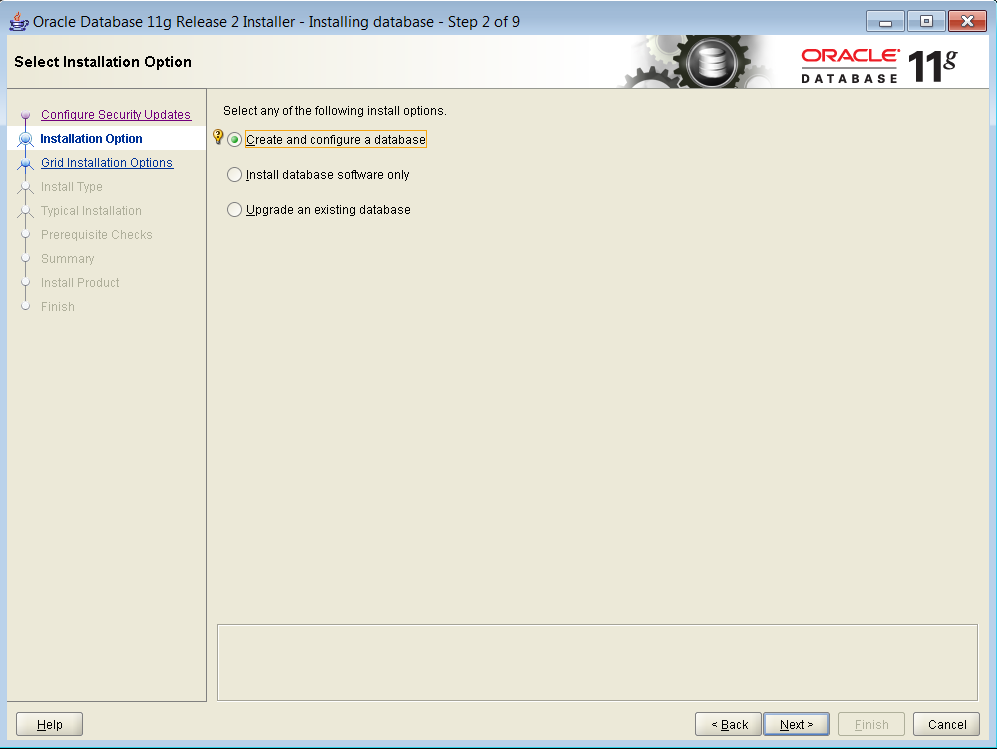 Oracle Database 11g Release 2 Installer - Installing database - Step 2 of 9
Select Installation Option
ORACLE
DATABASE
11g
Configure Security Updates
Installation Option
Grid Installation Options
Install Type
Typical Installation
Prerequisite Checks
Summary
Install Product
Finish
Select any of the following install options.
Create and configure a database
Install database software only
Upgrade an existing database
Help
< Back
Next >
Finish
Cancel